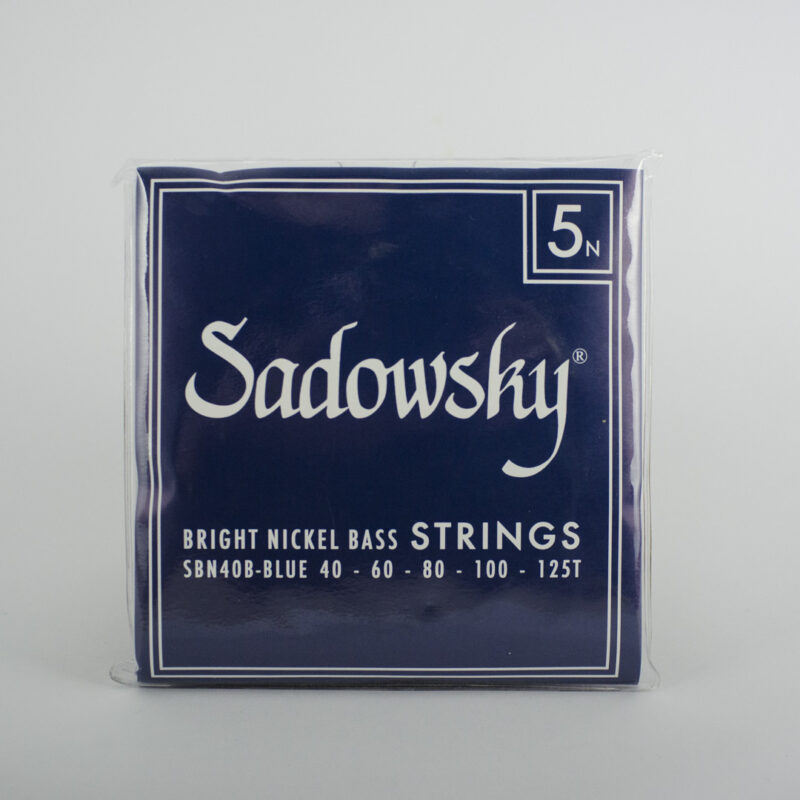 5N
Sadowsky®
BRIGHT NICKEL BASS STRINGS
SBN40B-BLUE 40 - 60 - 80 - 100 - 125T